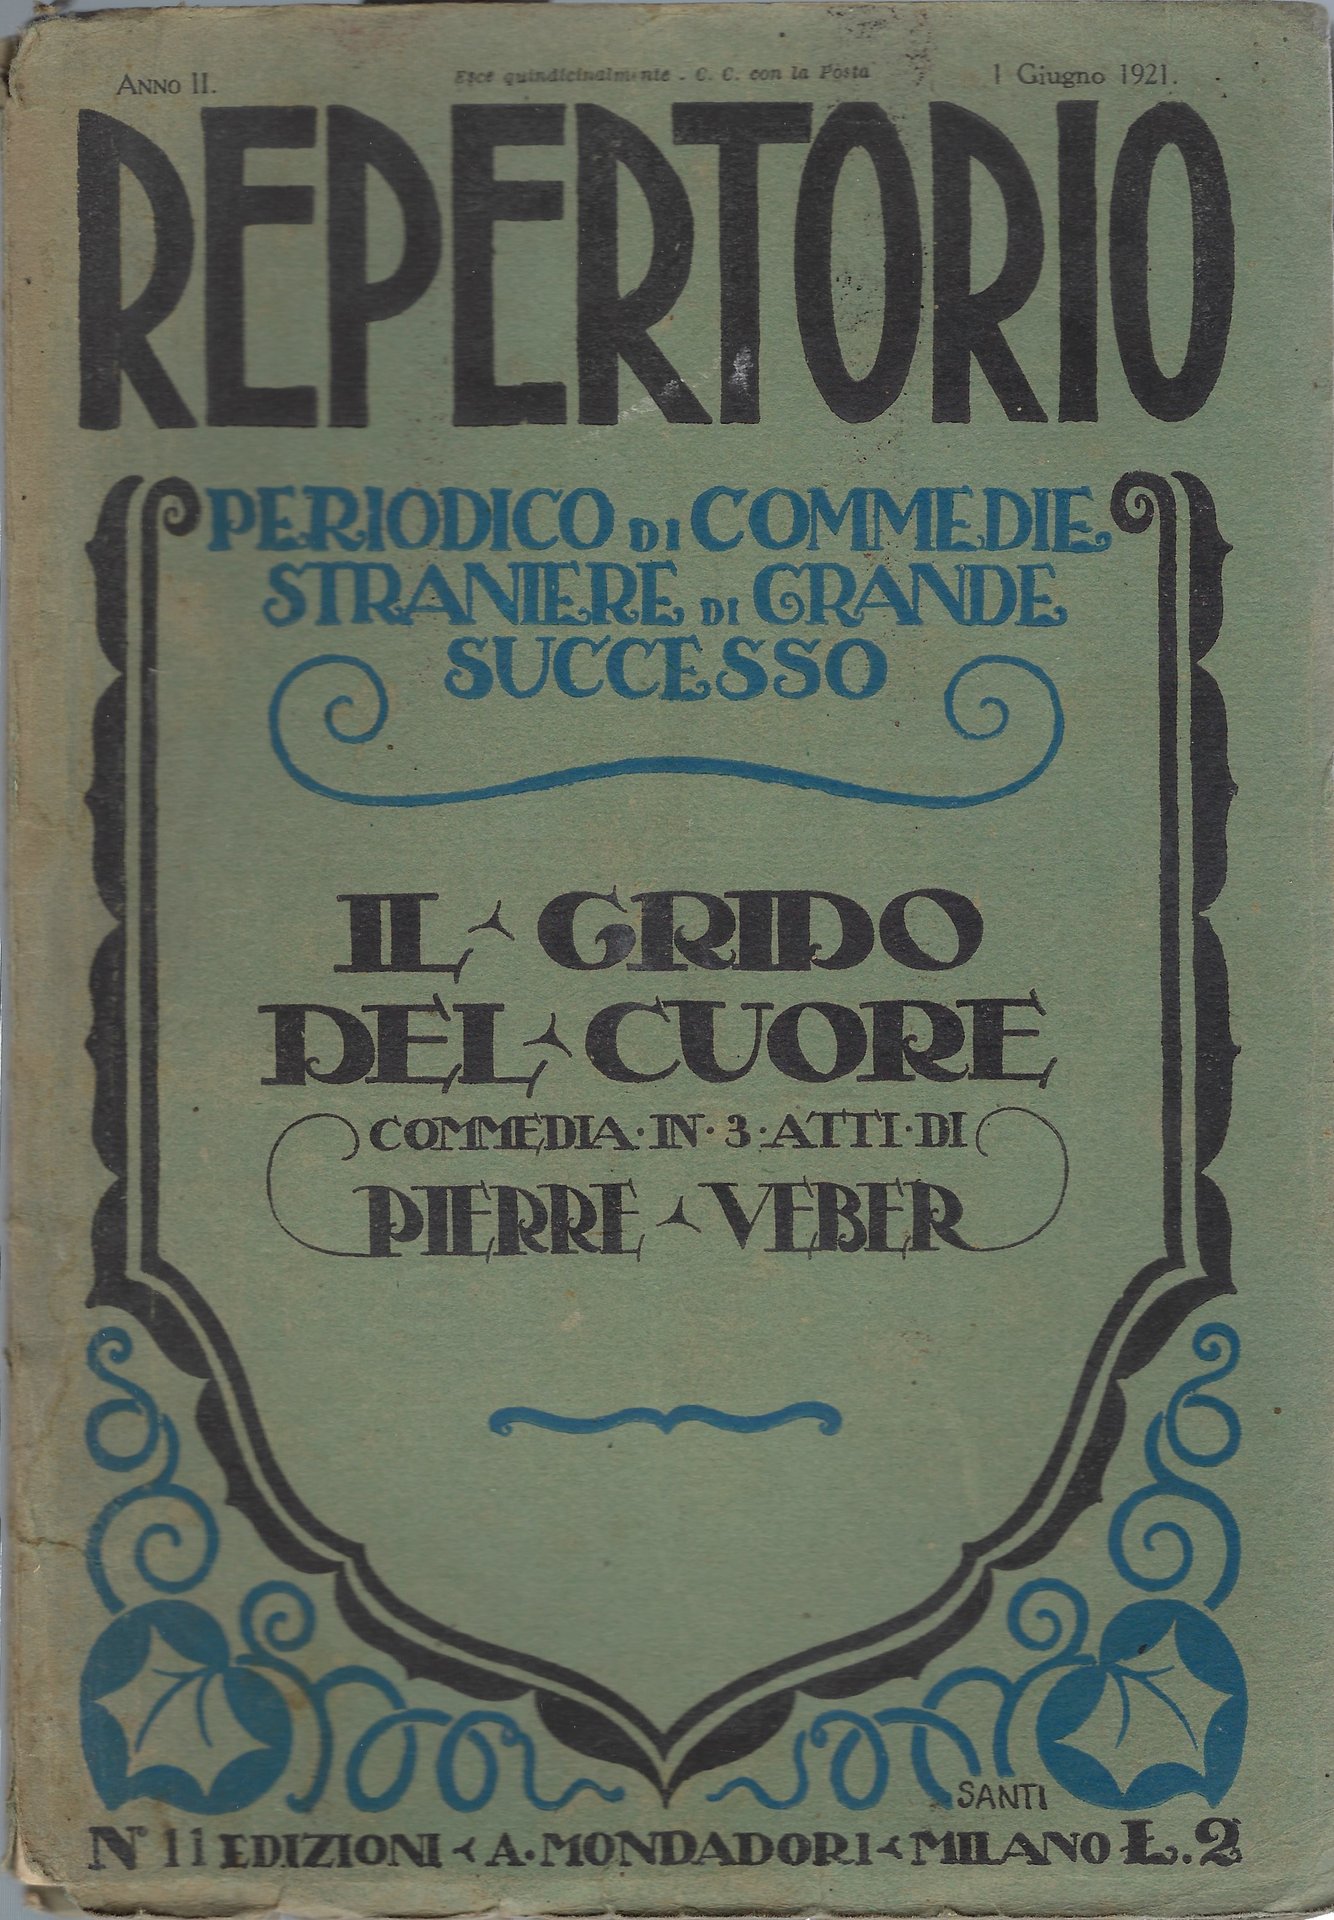 Anno II.
Esce quindicinalmente - C. C. con la Posta
1 Giugno 1921.
REPERTORIO
PERIODICO DI COMMEDIE
STRANIERE DI GRANDE
SUCCESSO
IL GRIDO
DEL CUORE
COMMEDIA · IN · 3 · ATTI · DI
PIERRE VEBER
SANTI
No 11 EDIZIONI A. MONDADORI MILANO L. 2